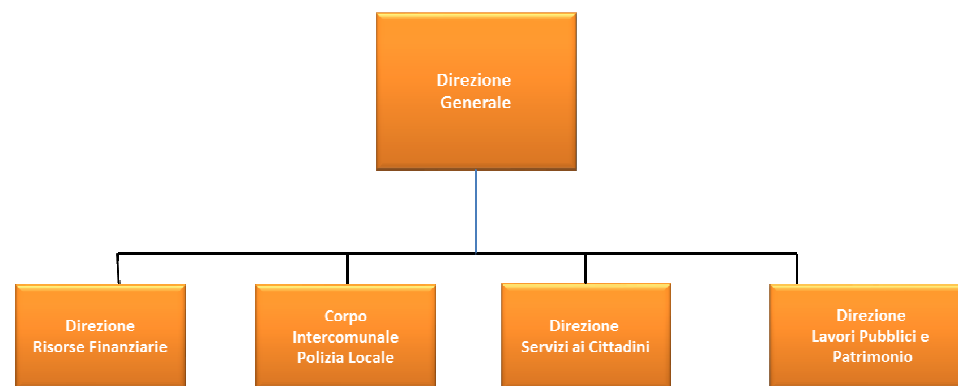 Direzione
Generale
Direzione
Risorse Finanziarie
Corpo
Intercomunale
Polizia Locale
Direzione
Servizi ai Cittadini
Direzione
Lavori Pubblici e
Patrimonio